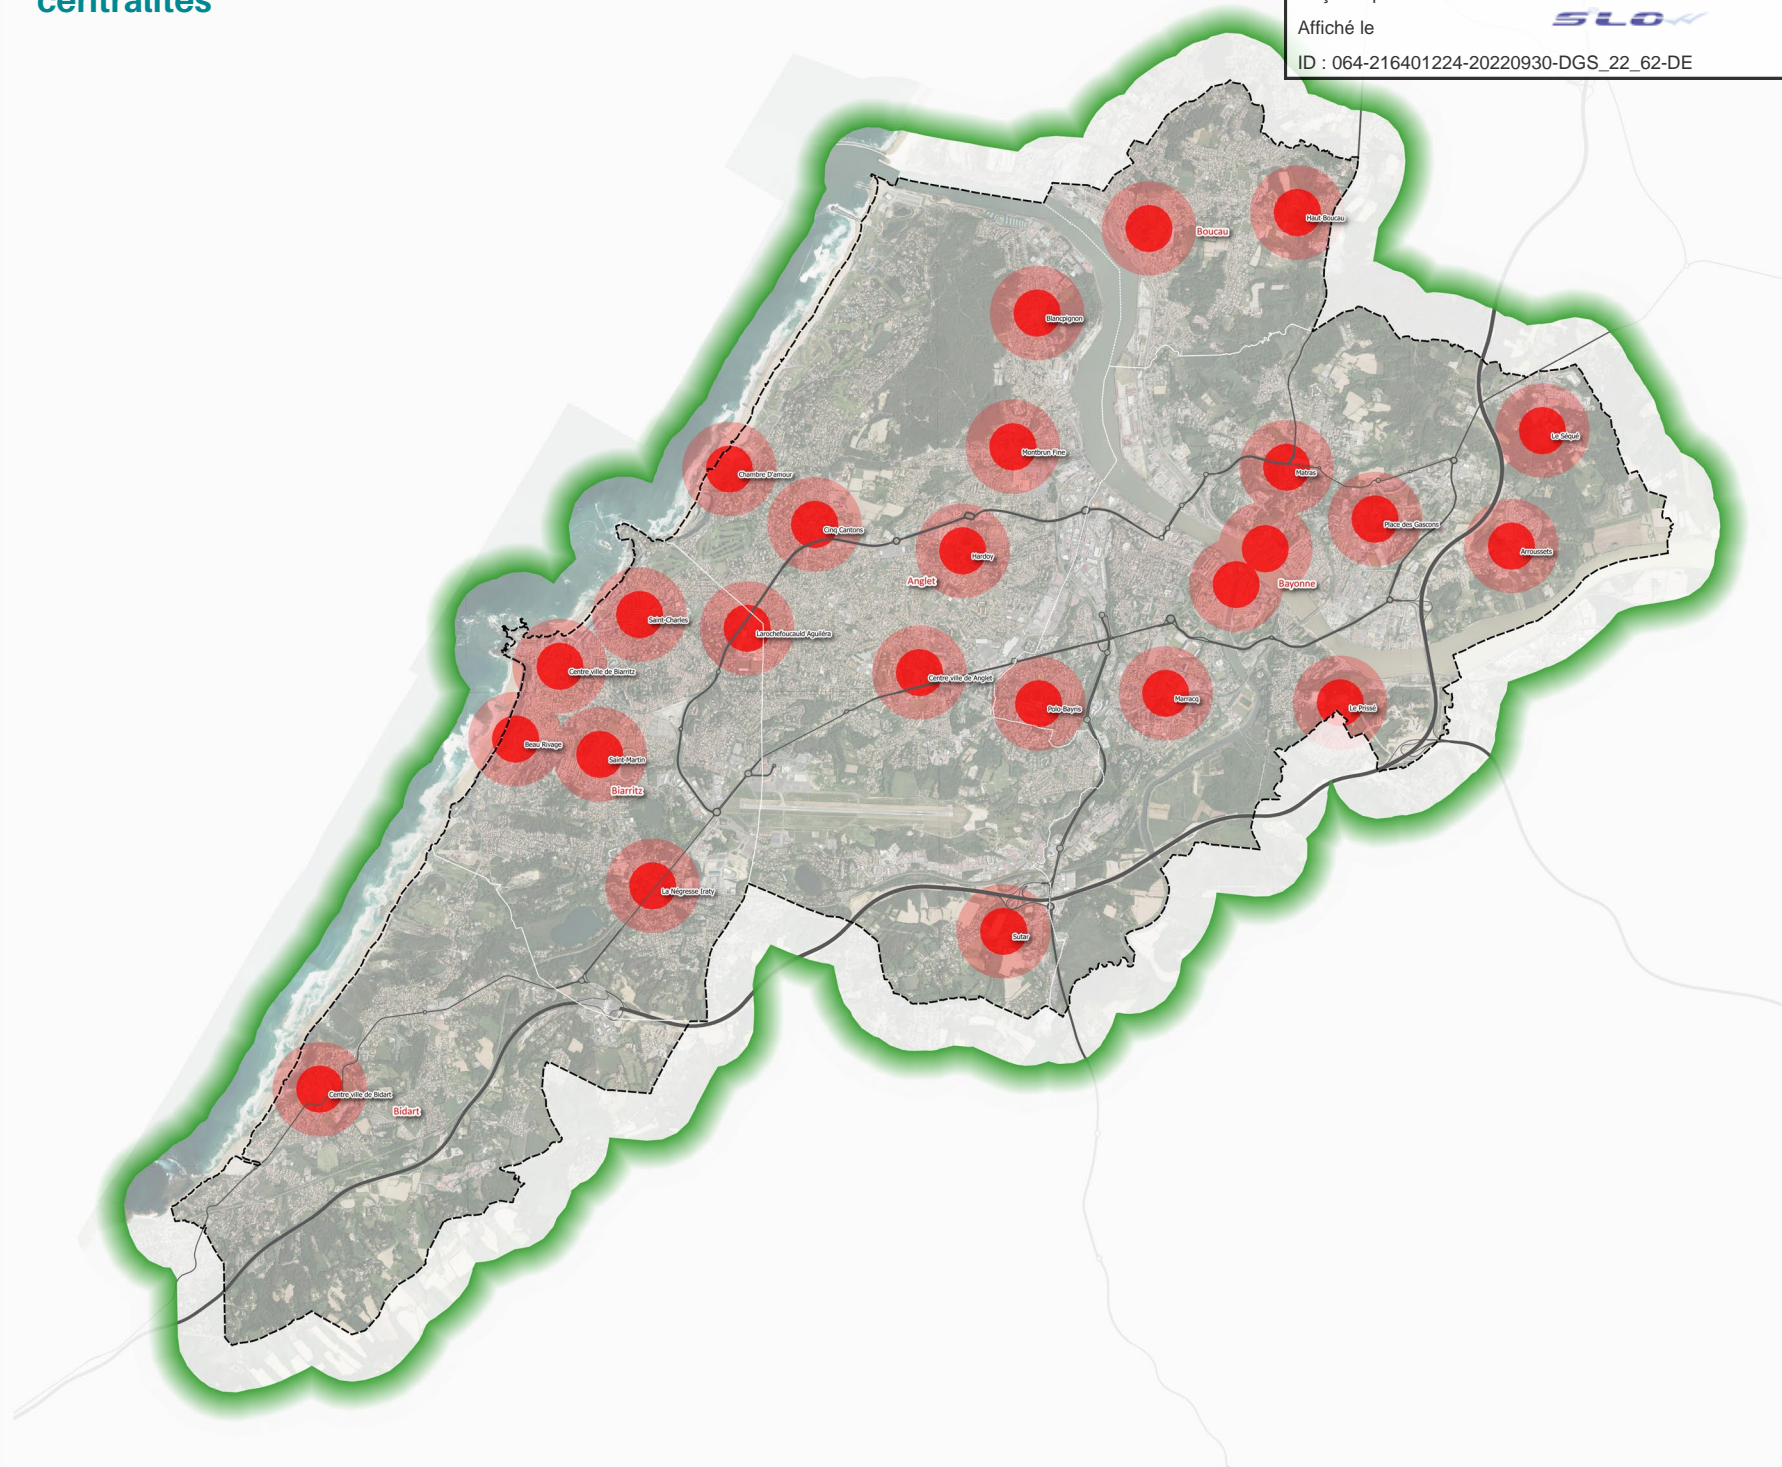 centralités
Affiché le
SLOW
ID : 064-216401224-20220930-DGS_22_62-DE
Haut Boucau
Boucau
Blancpignon
Le Séqué
Montbrun Fine
Matras
Chambre D'amour
Place des Gascons
Cinq Cantons
Arroussets
Hardoy
Anglet
Bayonne
Saint-Charles
Larochefoucauld Aguiléra
Centre ville de Biarritz
Centre ville de Anglet
Marracq
Polo-Bayris
Le Prissé
Beau Rivage
Saint-Martin
Biarritz
La Négresse Iraty
Sutar
Centre ville de Bidart
Bidart